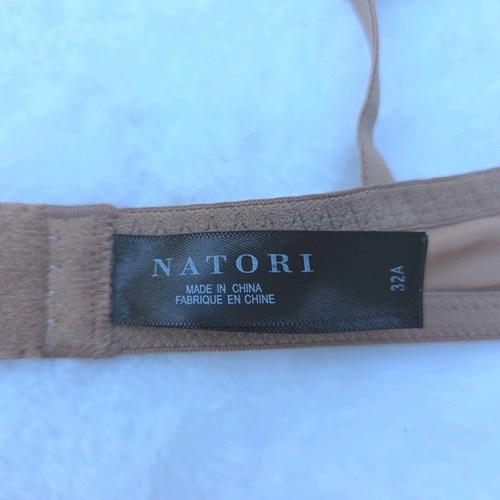 NATORI
MADE IN CHINA
FABRIQUE EN CHINE
32A